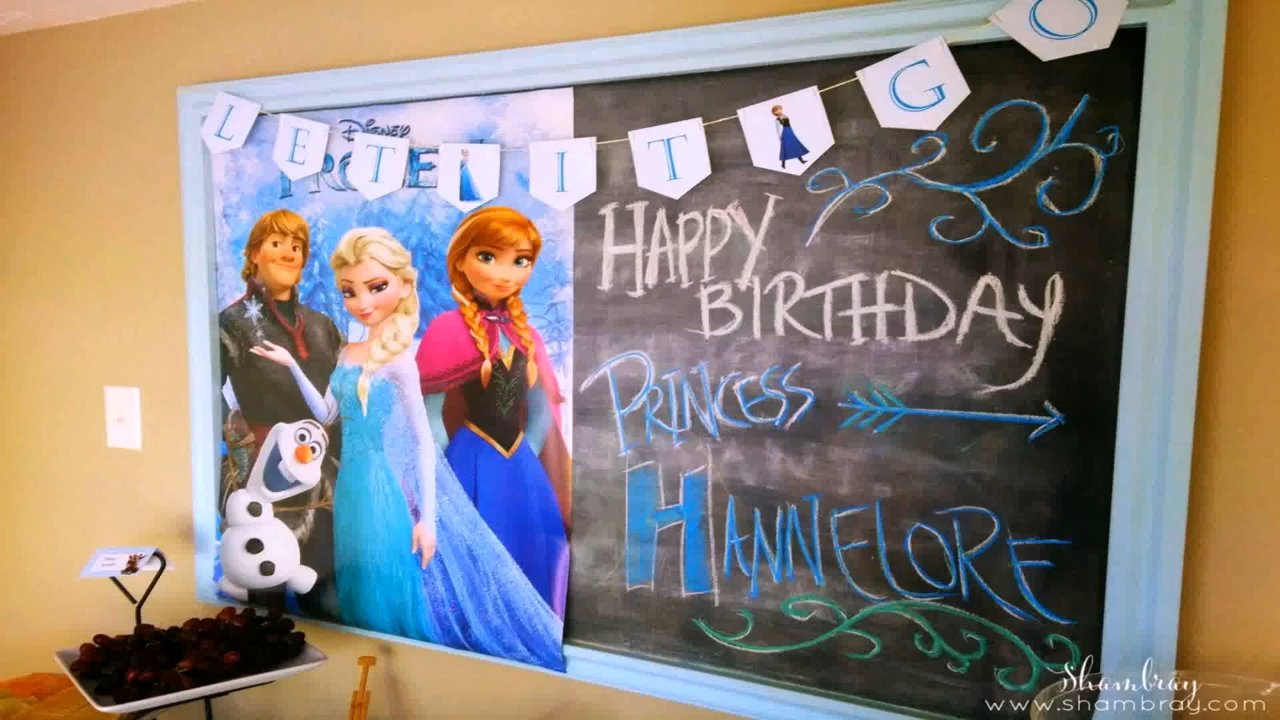 LET IT GO
DISNEY
FROZEN
HAPPY
BIRTHDAY
PRINCESS
HANNELORE
Shambray
www.shambray.com